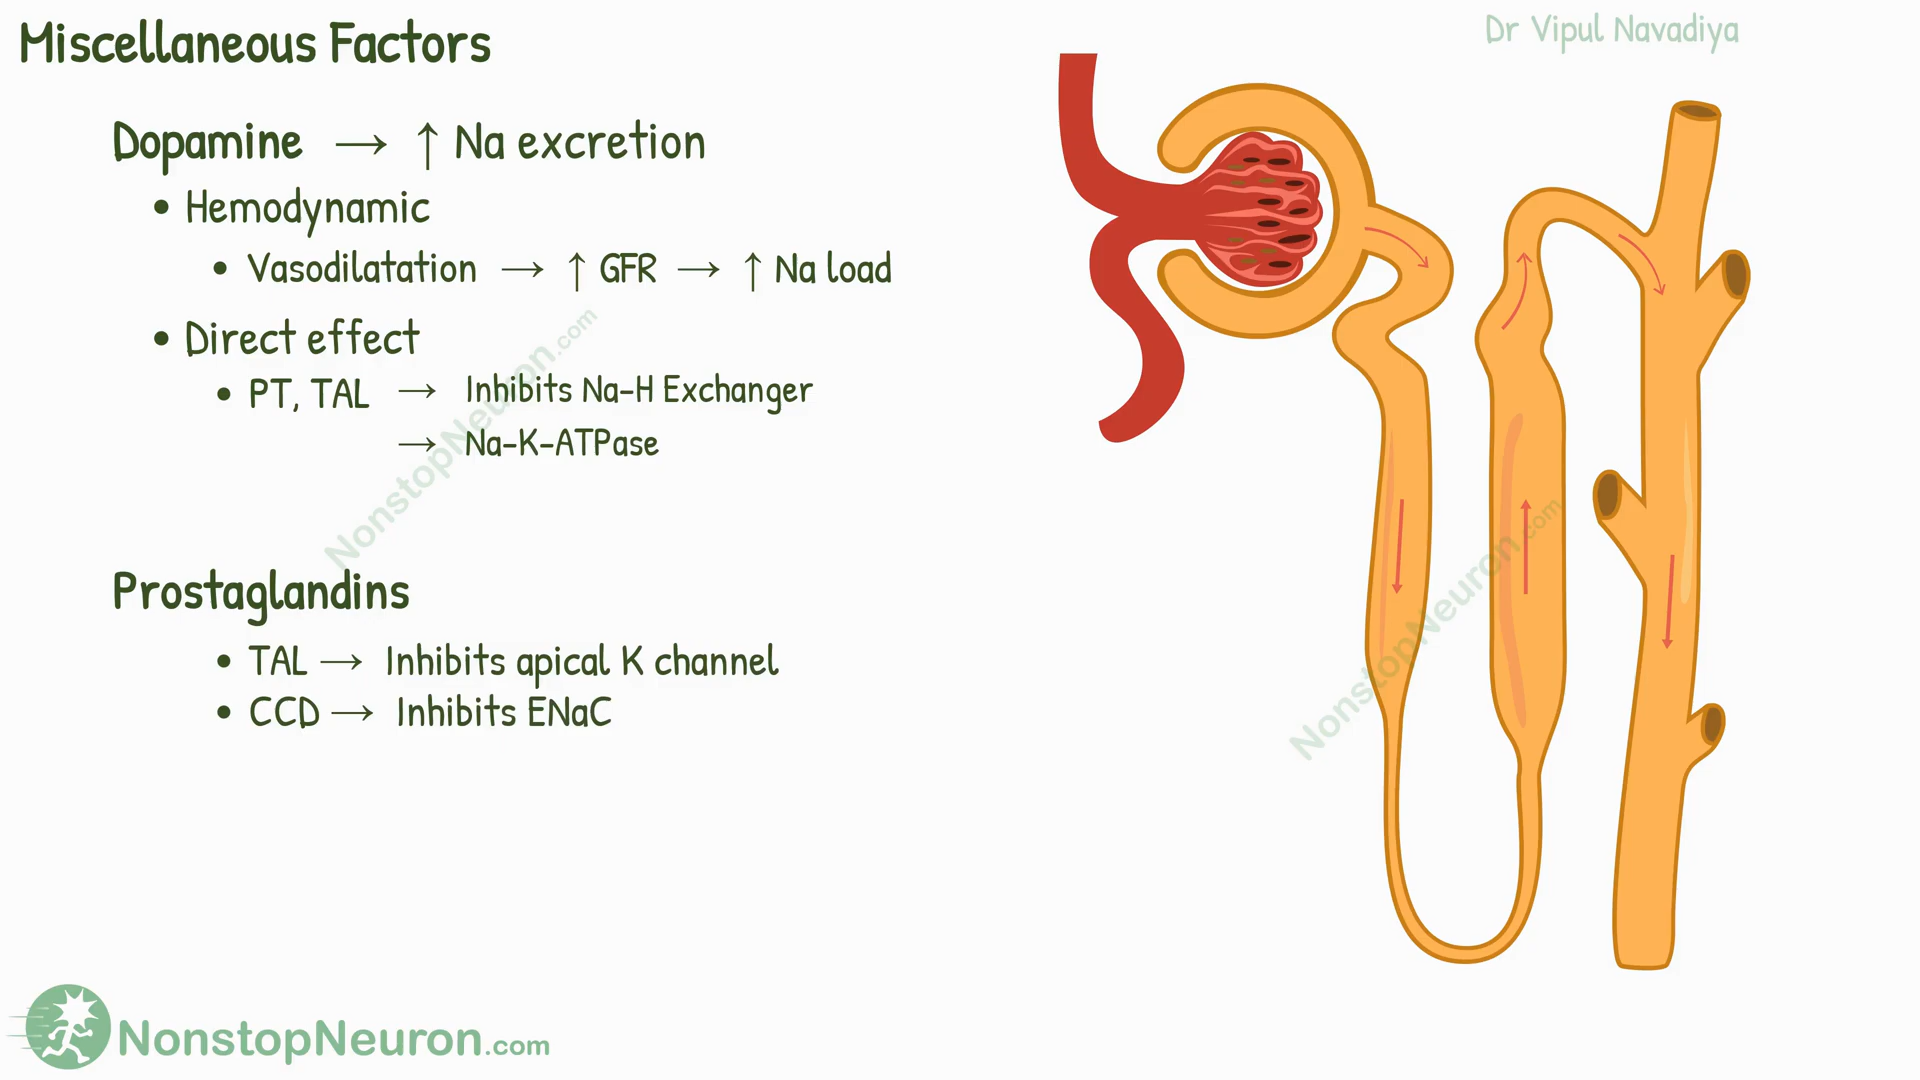 Miscellaneous Factors
Dr Vipul Navadiya
Dopamine → ↑ Na excretion
• Hemodynamic
• Vasodilatation → ↑ GFR → ↑ Na load
• Direct effect
• PT, TAL → Inhibits Na-H Exchanger
→ Na-K-ATPase
NonstopNeuron.com
Prostaglandins
• TAL → Inhibits apical K channel
• CCD → Inhibits ENaC
NonstopNeuron.com
NonstopNeuron.com